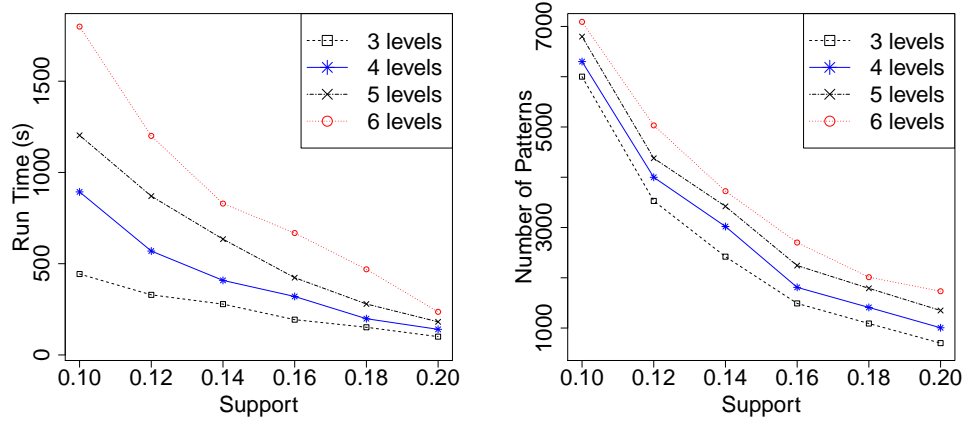 Run Time (s)
0 500 1000 1500
0.10 0.12 0.14 0.16 0.18 0.20
Support
3 levels
4 levels
5 levels
6 levels
Number of Patterns
1000 3000 5000 7000
0.10 0.12 0.14 0.16 0.18 0.20
Support
3 levels
4 levels
5 levels
6 levels